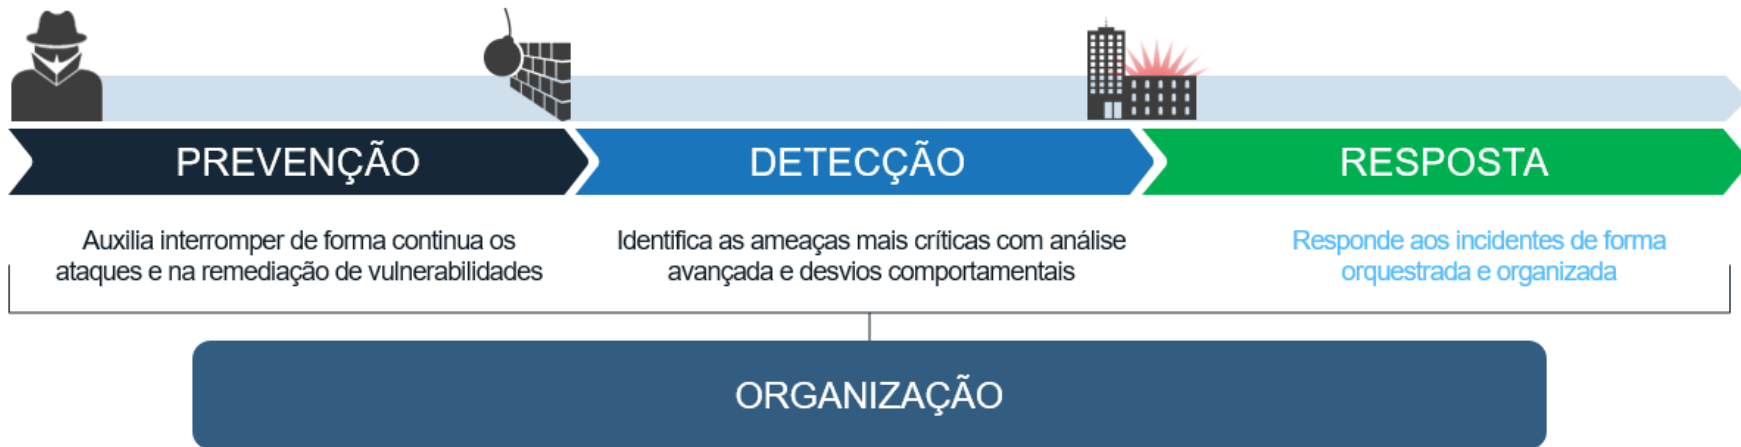 PREVENÇÃO
DETECÇÃO
RESPOSTA
Auxilia interromper de forma continua os
ataques e na remediação de vulnerabilidades
Identifica as ameaças mais críticas com análise
avançada e desvios comportamentais
Responde aos incidentes de forma
orquestrada e organizada
ORGANIZAÇÃO